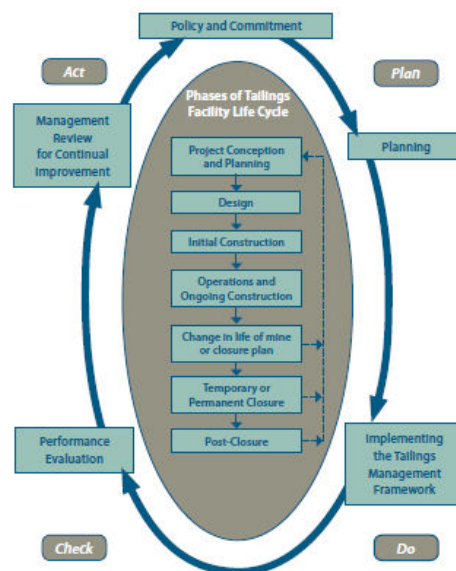 Policy and Commitment
Act
Plan
Phases of Tailings
Facility Life Cycle
Management
Review
for Continual
Improvement
Project Conception
and Planning
Planning
Design
Initial Construction
Operations and
Ongoing Construction
Change in life of mine
or closure plan
Temporary or
Permanent Closure
Post-Closure
Performance
Evaluation
Implementing
the Tailings
Management
Framework
Check
Do